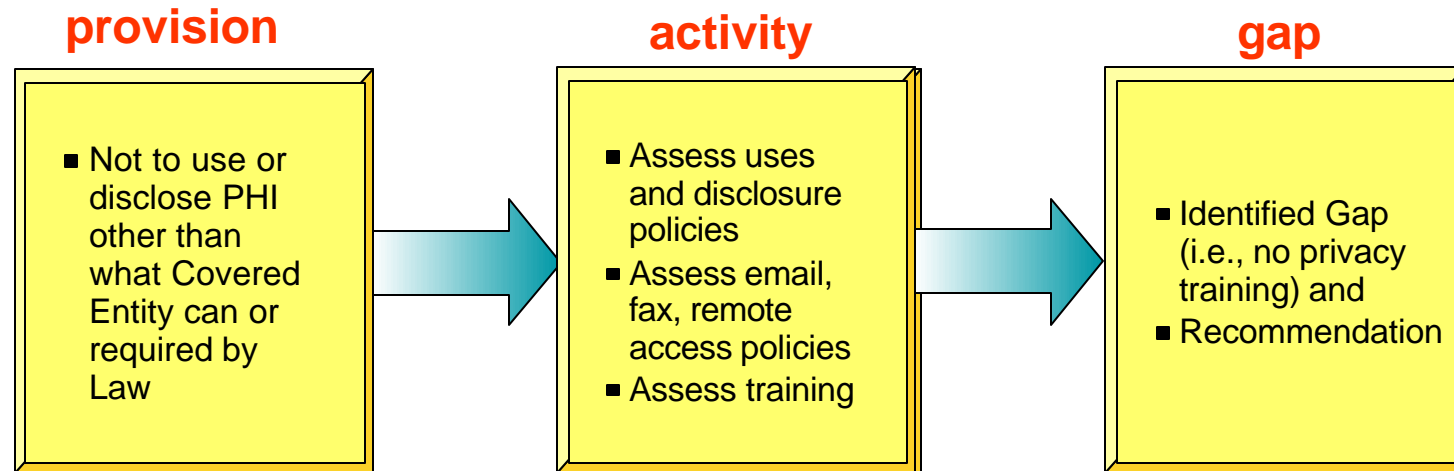 provision
■ Not to use or
disclose PHI
other than
what Covered
Entity can or
required by
Law
activity
■ Assess uses
and disclosure
policies
■ Assess email,
fax, remote
access policies
■ Assess training
gap
■ Identified Gap
(i.e., no privacy
training) and
■ Recommendation